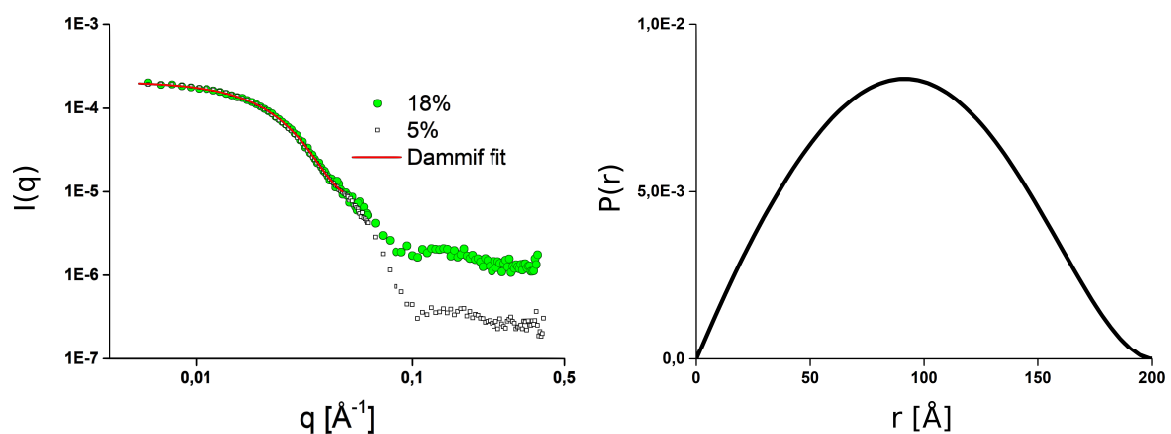 1E-3
1E-4
1E-5
1E-6
1E-7
I(q)
18%
5%
Dammif fit
0,01
0,1
0,5
q [Å⁻¹]
1,0E-2
5,0E-3
0,0
P(r)
0
50
100
150
200
r [Å]